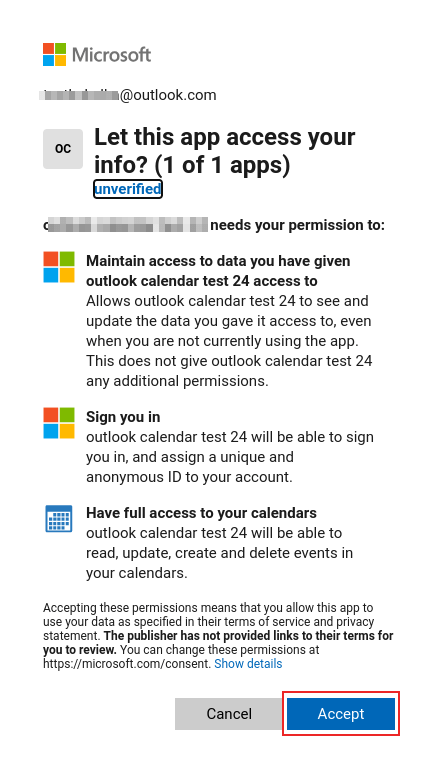 Microsoft
@outlook.com
OC
Let this app access your
info? (1 of 1 apps)
unverified
needs your permission to:
Maintain access to data you have given
outlook calendar test 24 access to
Allows outlook calendar test 24 to see and
update the data you gave it access to, even
when you are not currently using the app.
This does not give outlook calendar test 24
any additional permissions.
Sign you in
outlook calendar test 24 will be able to sign
you in, and assign a unique and
anonymous ID to your account.
Have full access to your calendars
outlook calendar test 24 will be able to
read, update, create and delete events in
your calendars.
Accepting these permissions means that you allow this app to
use your data as specified in their terms of service and privacy
statement. The publisher has not provided links to their terms for
you to review. You can change these permissions at
https://microsoft.com/consent. Show details
Cancel
Accept